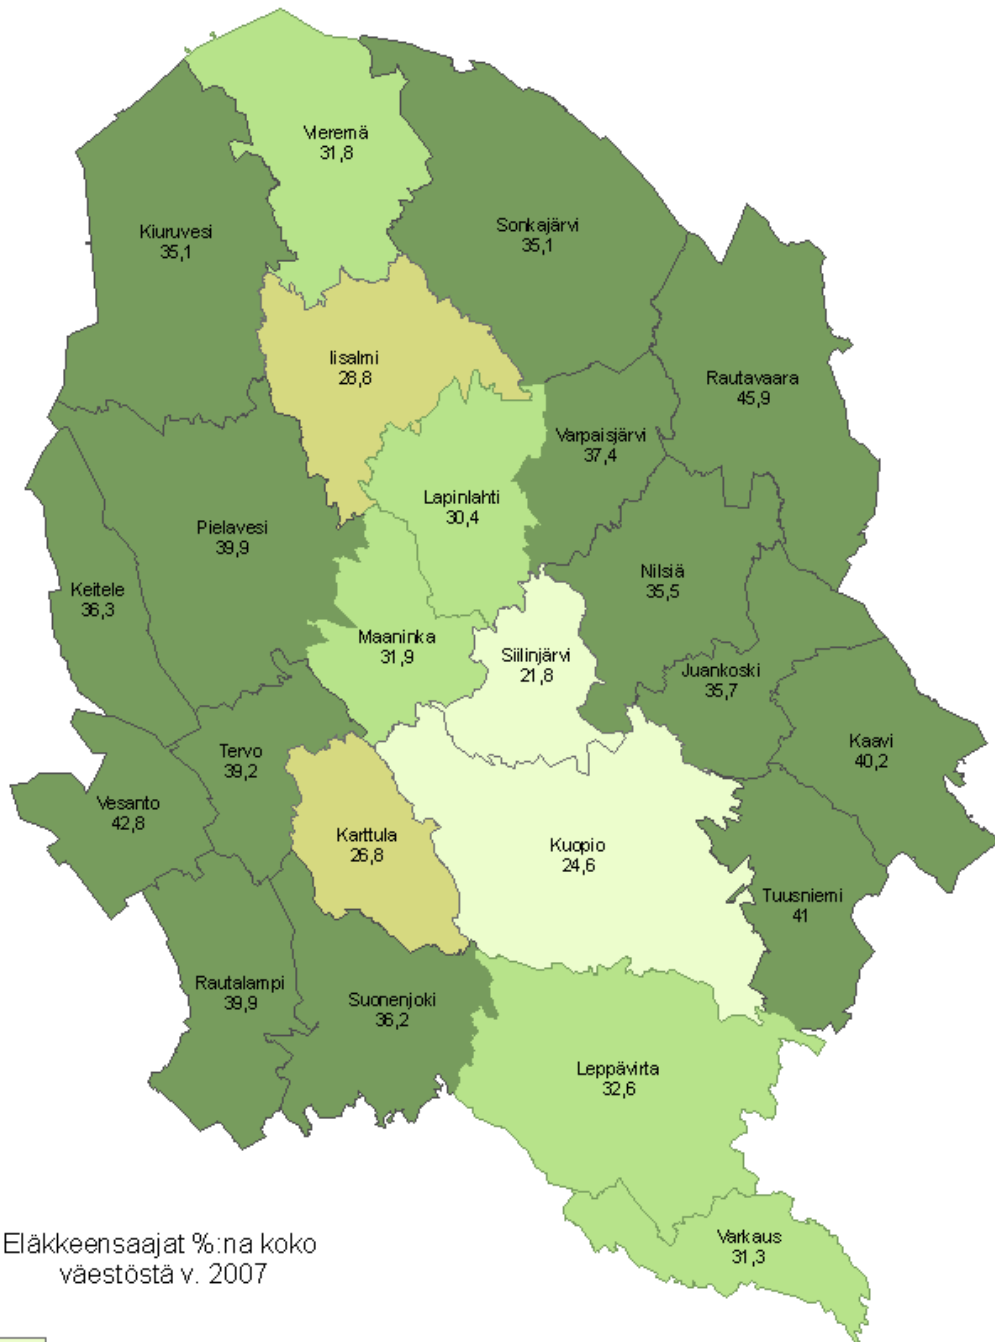 Vieremä
31,8
Kiuruvesi
35,1
Sonkajärvi
35,1
Iisalmi
28,8
Rautavaara
45,9
Varpaisjärvi
37,4
Lapinlahti
30,4
Pielavesi
39,9
Keitele
36,3
Nilsiä
35,5
Maaninka
31,9
Siilinjärvi
21,8
Juankoski
35,7
Kaavi
40,2
Tervo
39,2
Vesanto
42,8
Karttula
26,8
Kuopio
24,6
Tuusniemi
41
Rautalampi
39,9
Suonenjoki
36,2
Leppävirta
32,6
Varkaus
31,3
Eläkkeensaajat %:na koko
väestöstä v. 2007